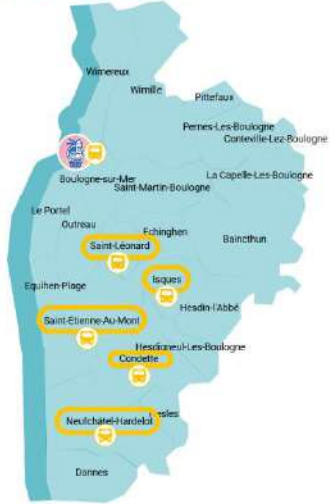 Wimereux
Wimille
Pittefaux
Pernes-Les-Boulogne
Conteville-Lez-Boulogne
La Capelle-Les-Boulogne
Boulogne-sur-Mer
Saint-Martin-Boulogne
Le Portel
Outreau
Echinghen
Baincthun
Saint-Léonard
Isques
Equihen-Plage
Hesdin-l'Abbé
Saint-Etienne-Au-Mont
Hesdigneul-Les-Boulogne
Condette
Neufchâtel-Hardelot
Nesles
Dannes